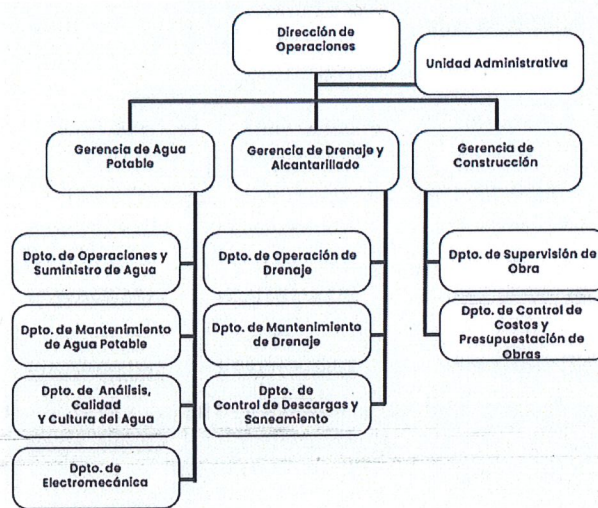 Dirección de
Operaciones
Unidad Administrativa
Gerencia de Agua
Potable
Gerencia de Drenaje y
Alcantarillado
Gerencia de
Construcción
Dpto. de Operaciones y
Suministro de Agua
Dpto. de Operación de
Drenaje
Dpto. de Supervisión de
Obra
Dpto. de Mantenimiento
de Agua Potable
Dpto. de Mantenimiento
de Drenaje
Dpto. de Control de
Costos y
Presupuestación de
Obras
Dpto. de Análisis,
Calidad
Y Cultura del Agua
Dpto. de
Control de Descargas y
Saneamiento
Dpto. de
Electromecánica